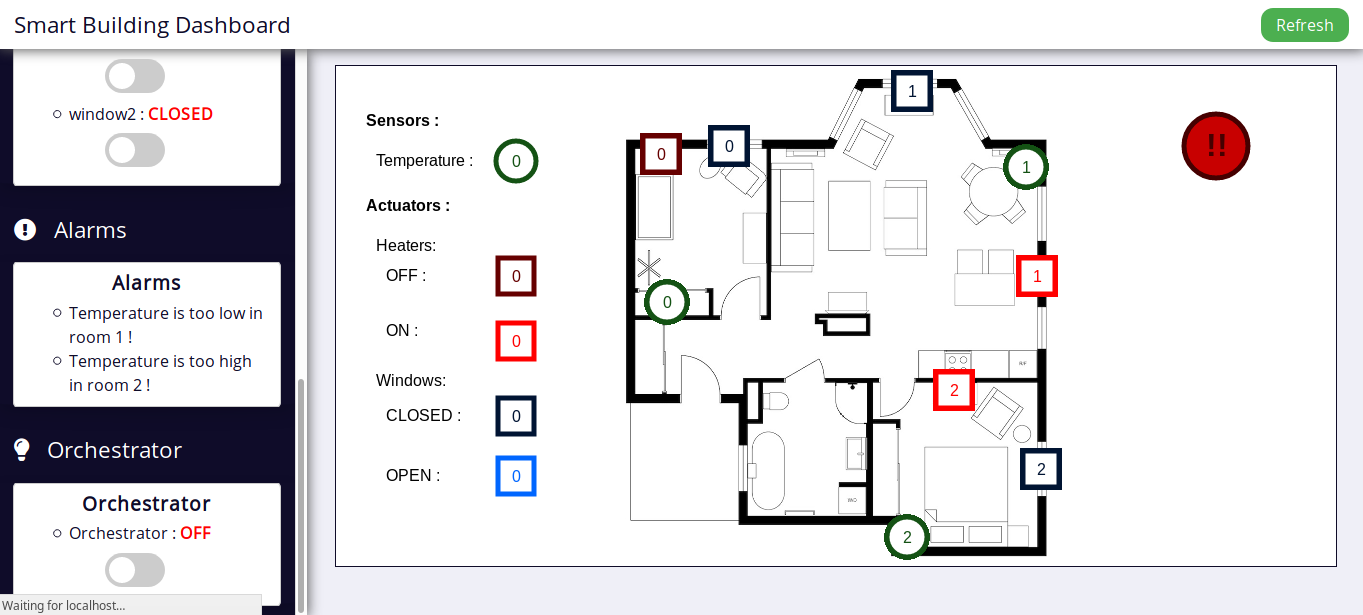 Smart Building Dashboard
Refresh
window2 : CLOSED
Alarms
Alarms
Temperature is too low in
room 1 !
Temperature is too high
in room 2 !
Orchestrator
Orchestrator
Orchestrator : OFF
Waiting for localhost...
Sensors :
Temperature : 0
Actuators :
Heaters:
OFF : 0
ON : 0
Windows:
CLOSED : 0
OPEN : 0
1
0
0
1
!!
1
0
2
2
2